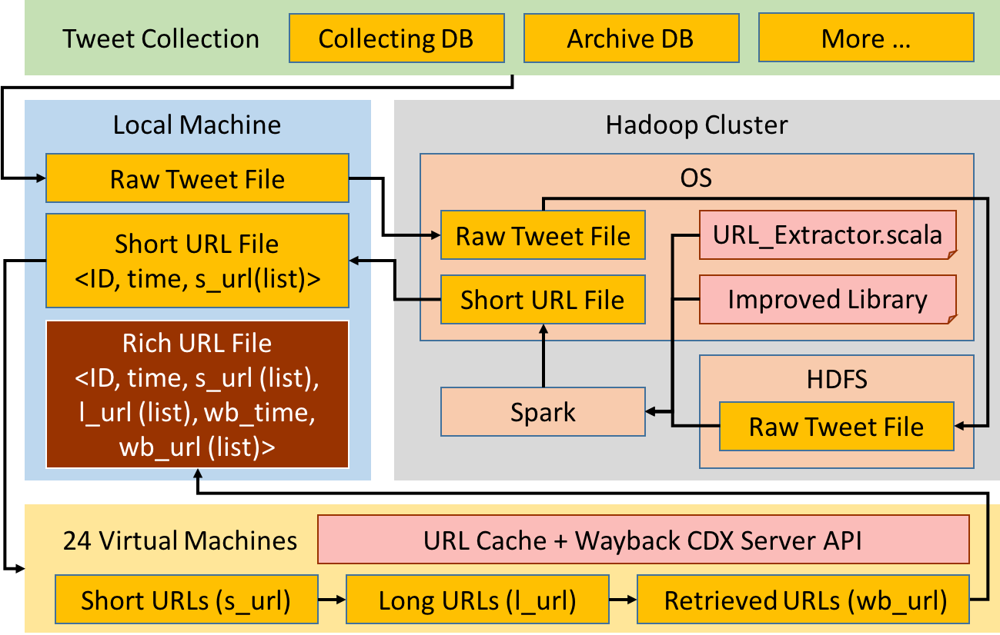 Tweet Collection
Collecting DB
Archive DB
More ...
Local Machine
Raw Tweet File
Short URL File
<ID, time, s_url(list)>
Rich URL File
<ID, time, s_url (list),
l_url (list), wb_time,
wb_url (list)>
Hadoop Cluster
OS
Raw Tweet File
URL_Extractor.scala
Short URL File
Improved Library
Spark
HDFS
Raw Tweet File
24 Virtual Machines
URL Cache + Wayback CDX Server API
Short URLs (s_url)
Long URLs (l_url)
Retrieved URLs (wb_url)